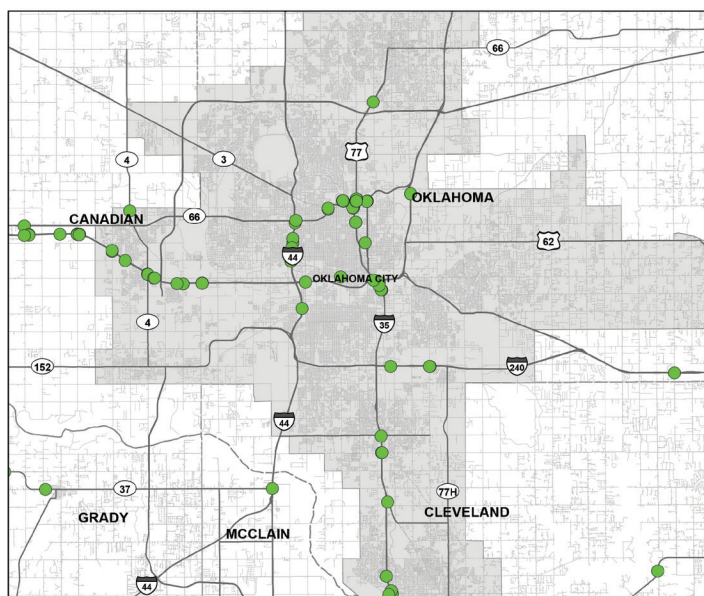 66
77
4
3
OKLAHOMA
CANADIAN
66
62
44
OKLAHOMA CITY
4
35
152
240
44
37
77H
GRADY
CLEVELAND
MCCLAIN
44